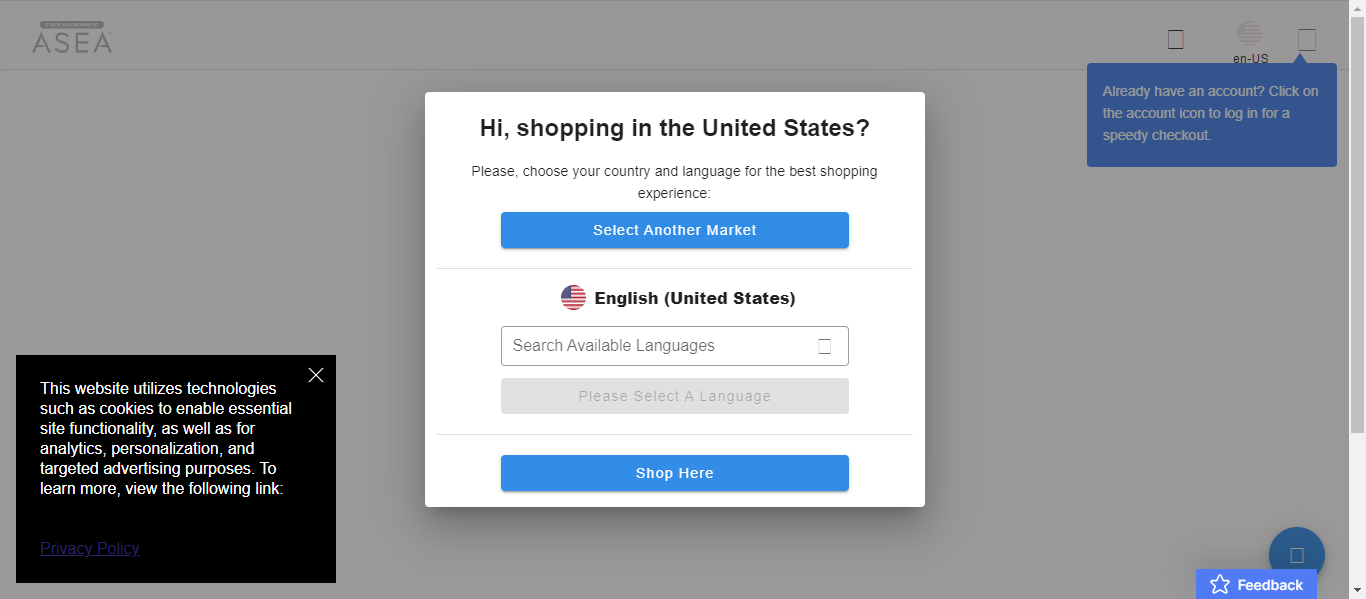 STAGE ENVIRONMENT
ASEA
en-US
Already have an account? Click on
the account icon to log in for a
speedy checkout.
Hi, shopping in the United States?
Please, choose your country and language for the best shopping
experience:
Select Another Market
English (United States)
Search Available Languages
Please Select A Language
Shop Here
This website utilizes technologies
such as cookies to enable essential
site functionality, as well as for
analytics, personalization, and
targeted advertising purposes. To
learn more, view the following link:
Privacy Policy
Feedback